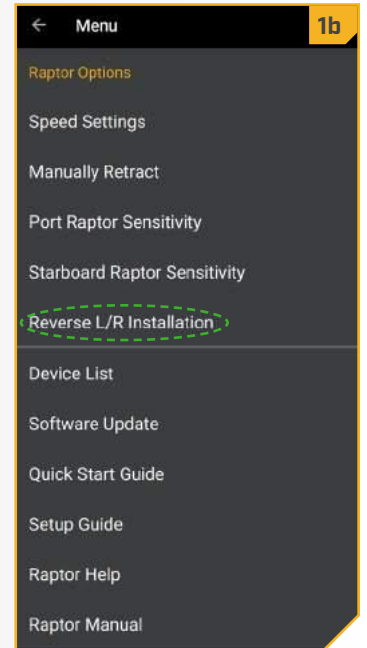 ← Menu
1b
Raptor Options
Speed Settings
Manually Retract
Port Raptor Sensitivity
Starboard Raptor Sensitivity
Reverse L/R Installation
Device List
Software Update
Quick Start Guide
Setup Guide
Raptor Help
Raptor Manual